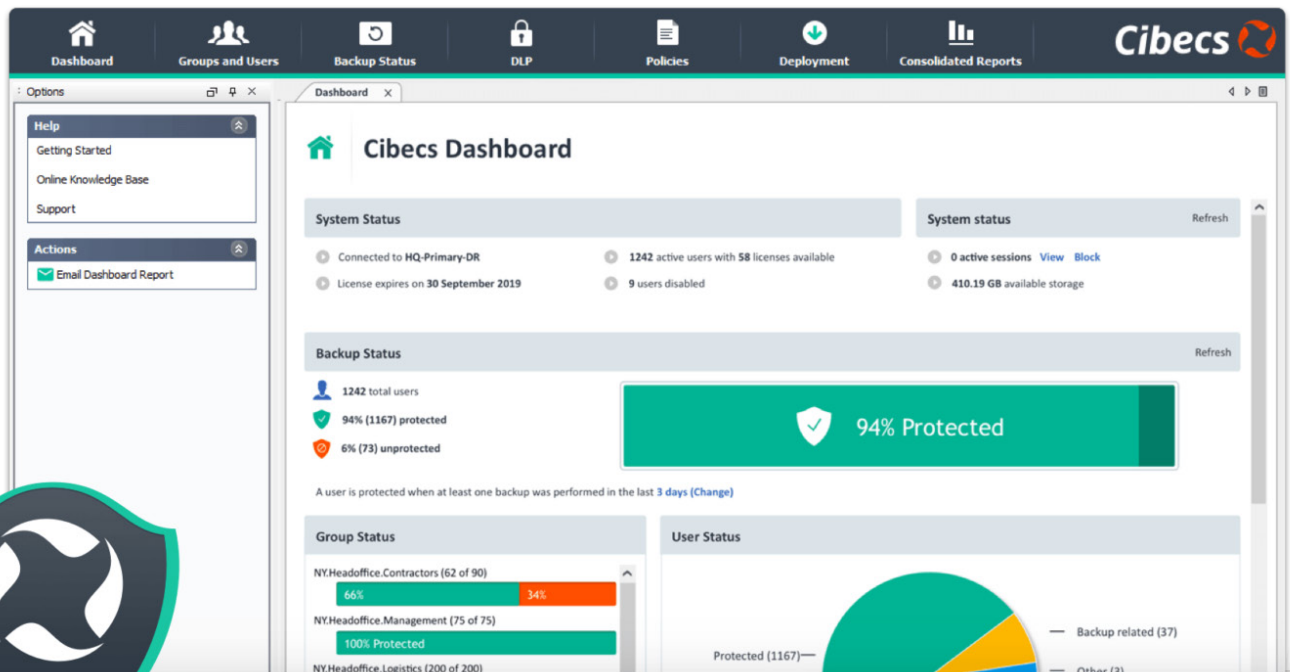 Dashboard
Groups and Users
Backup Status
DLP
Policies
Deployment
Consolidated Reports
Cibecs
Options
Dashboard
Help
Getting Started
Online Knowledge Base
Support
Actions
Email Dashboard Report
Cibecs Dashboard
System Status
Connected to HQ-Primary-DR
1242 active users with 58 licenses available
License expires on 30 September 2019
9 users disabled
System status
Refresh
0 active sessions View Block
410.19 GB available storage
Backup Status
Refresh
1242 total users
94% (1167) protected
6% (73) unprotected
94% Protected
A user is protected when at least one backup was performed in the last 3 days (Change)
Group Status
NY.Headoffice.Contractors (62 of 90)
66%
34%
NY.Headoffice.Management (75 of 75)
100% Protected
NY.Headoffice.Logistics (200 of 200)
User Status
Protected (1167)
Backup related (37)
Other (3)